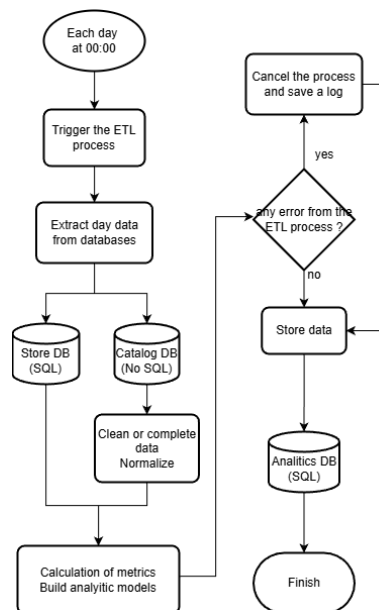 Each day
at 00:00
Trigger the ETL
process
Extract day data
from databases
Store DB
(SQL)
Catalog DB
(No SQL)
Clean or complete
data
Normalize
Calculation of metrics
Build analyitic models
Cancel the process
and save a log
yes
any error from the
ETL process ?
no
Store data
Analitics DB
(SQL)
Finish